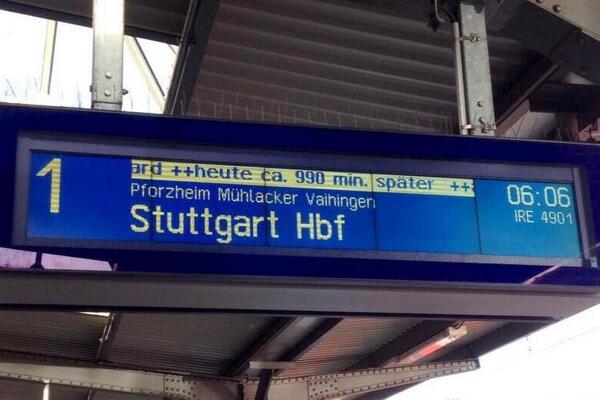 1
ard ++heute ca. 990 min. später ++
Pforzheim Mühlacker Vaihingen
Stuttgart Hbf
06:06
IRE 4901